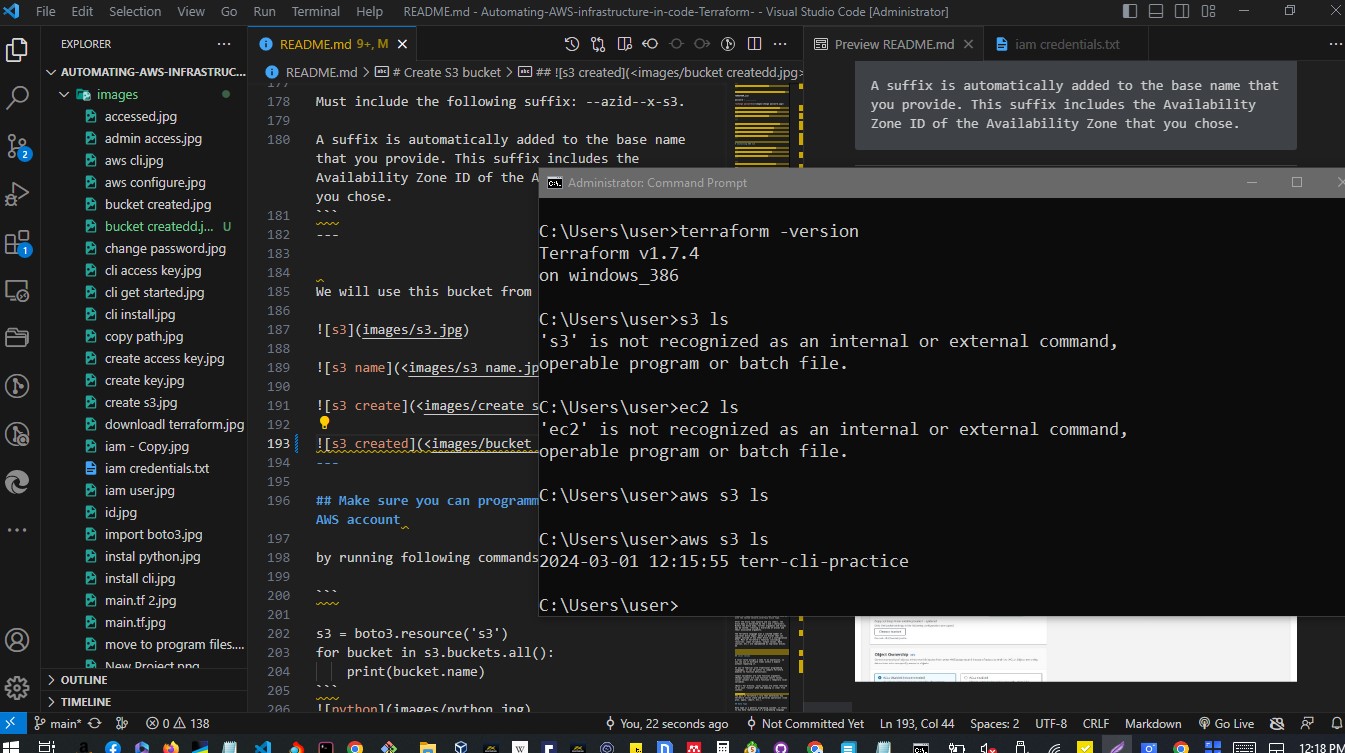 File Edit Selection View Go Run Terminal Help README.md - Automating-AWS-infrastructure-in-code-Terraform- - Visual Studio Code [Administrator]
EXPLORER
README.md 9+, M
Preview README.md
iam credentials.txt
AUTOMATING-AWS-INFRASTRUC...
README.md > # Create S3 bucket > ## ![s3 created](<images/bucket createdd.jpg>
images
accessed.jpg
admin access.jpg
aws cli.jpg
aws configure.jpg
bucket created.jpg
bucket createdd.j... U
change password.jpg
cli access key.jpg
cli get started.jpg
cli install.jpg
copy path.jpg
create access key.jpg
create key.jpg
create s3.jpg
downloadl terraform.jpg
iam - Copy.jpg
iam credentials.txt
iam user.jpg
id.jpg
import boto3.jpg
instal python.jpg
install cli.jpg
main.tf 2.jpg
main.tf.jpg
move to program files....
New Project.png
OUTLINE
TIMELINE
2
1
177
178 Must include the following suffix: --azid--x-s3.
179
180 A suffix is automatically added to the base name
that you provide. This suffix includes the
Availability Zone ID of the A
you chose.
181 ```
182 ---
183
184
185 We will use this bucket from
186
187 ![s3](images/s3.jpg)
188
189 ![s3 name](<images/s3 name.jp
190
191 ![s3 create](<images/create s
192
193 ![s3 created](<images/bucket
194 ---
195
196 ## Make sure you can programm
AWS account
197
198 by running following commands
199
200 ```
201
202 s3 = boto3.resource('s3')
203 for bucket in s3.buckets.all():
204 print(bucket.name)
205 ```
206 ![python](images/python.jpg)
A suffix is automatically added to the base name that
you provide. This suffix includes the Availability
Zone ID of the Availability Zone that you chose.
Administrator: Command Prompt
C:\Users\user>terraform -version
Terraform v1.7.4
on windows_386
C:\Users\user>s3 ls
's3' is not recognized as an internal or external command,
operable program or batch file.
C:\Users\user>ec2 ls
'ec2' is not recognized as an internal or external command,
operable program or batch file.
C:\Users\user>aws s3 ls
C:\Users\user>aws s3 ls
2024-03-01 12:15:55 terr-cli-practice
C:\Users\user>
Object Ownership
main* 0 138 You, 22 seconds ago Not Committed Yet Ln 193, Col 44 Spaces: 2 UTF-8 CRLF Markdown Go Live
12:18 PM